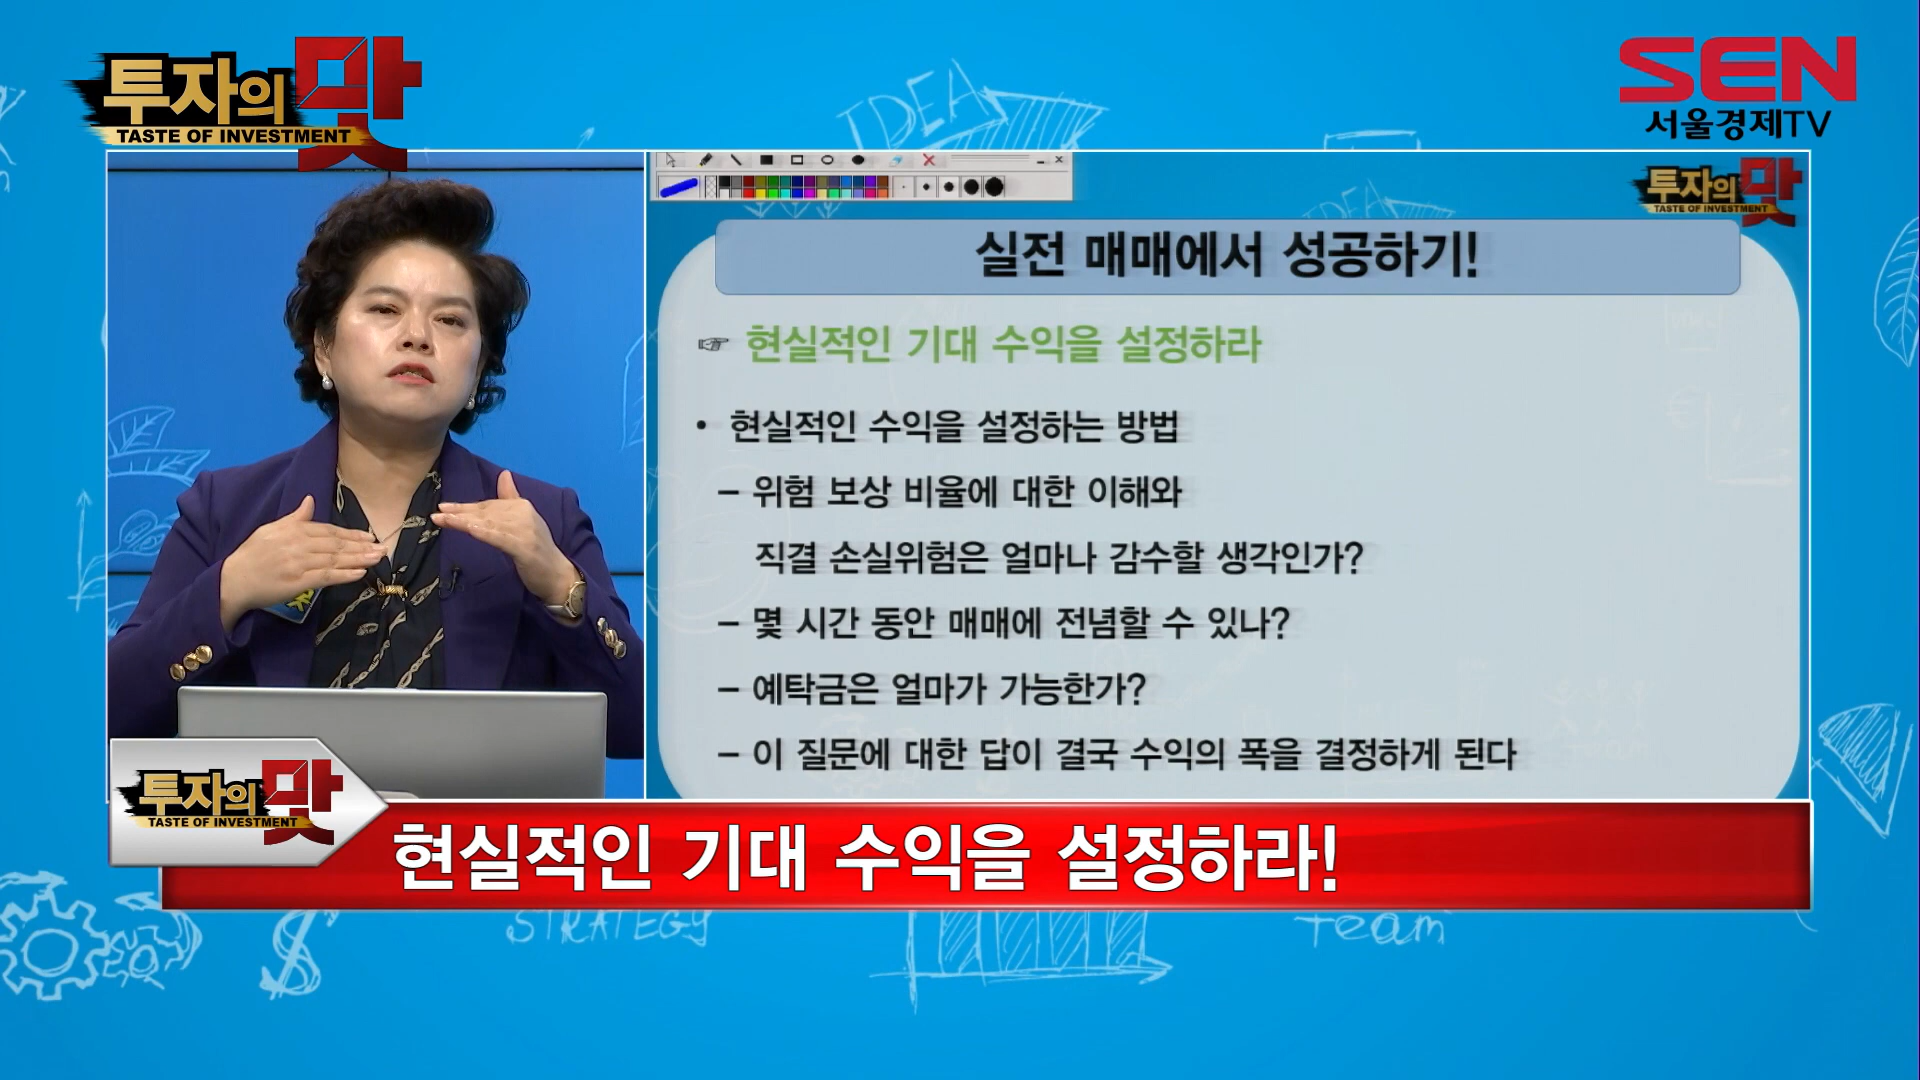 투자의 맛
TASTE OF INVESTMENT
SEN
서울경제TV
IDEA
투자의 맛
TASTE OF INVESTMENT
실전 매매에서 성공하기!
☞ 현실적인 기대 수익을 설정하라
• 현실적인 수익을 설정하는 방법
– 위험 보상 비율에 대한 이해와
직결 손실위험은 얼마나 감수할 생각인가?
– 몇 시간 동안 매매에 전념할 수 있나?
– 예탁금은 얼마가 가능한가?
– 이 질문에 대한 답이 결국 수익의 폭을 결정하게 된다
투자의 맛
TASTE OF INVESTMENT
현실적인 기대 수익을 설정하라!
STRATEGY
Team